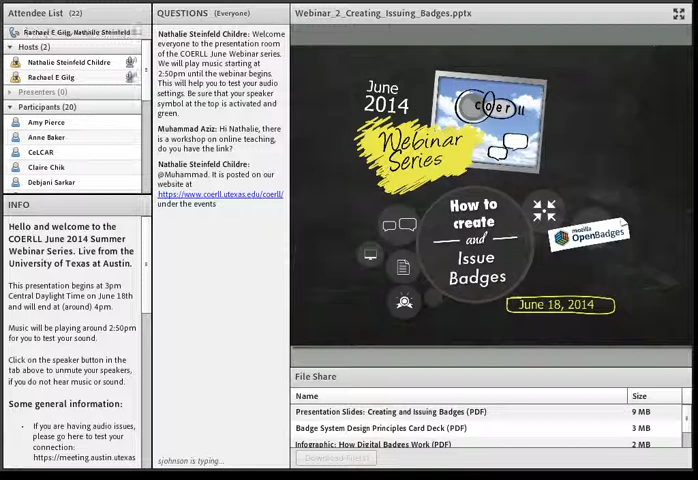 Attendee List (22)
Rachael E Gilg, Nathalie Steinfeld
Hosts (2)
Nathalie Steinfeld Childre
Rachael E Gilg
Presenters (0)
Participants (20)
Amy Pierce
Anne Baker
CeLCAR
Claire Chik
Debjani Sarkar
INFO
Hello and welcome to the
COERLL June 2014 Summer
Webinar Series. Live from the
University of Texas at Austin.
This presentation begins at 3pm
Central Daylight Time on June 18th
and will end at (around) 4pm.
Music will be playing around 2:50pm
for you to test your sound.
Click on the speaker button in the
tab above to unmute your speakers,
if you do not hear music or sound.
Some general information:
• If you are having audio issues,
please go here to test your
connection:
https://meeting.austin.utexas
QUESTIONS (Everyone)
Nathalie Steinfeld Childre: Welcome
everyone to the presentation room
of the COERLL June Webinar series.
We will play music starting at
2:50pm until the webinar begins.
This will help you to test your audio
settings. Be sure that your speaker
symbol at the top is activated and
green.
Muhammad Aziz: Hi Nathalie, there
is a workshop on online teaching,
do you have the link?
Nathalie Steinfeld Childre:
@Muhammad. It is posted on our
website at
https://www.coerll.utexas.edu/coerll/
under the events
sjohnson is typing...
Webinar_2_Creating_Issuing_Badges.pptx
June
2014
coerll
Webinar
Series
How to
create
and
Issue
Badges
mozilla
OpenBadges
June 18, 2014
File Share
Name Size
Presentation Slides: Creating and Issuing Badges (PDF) 9 MB
Badge System Design Principles Card Deck (PDF) 3 MB
Infographic: How Digital Badges Work (PDF) 2 MB
Download File(s)